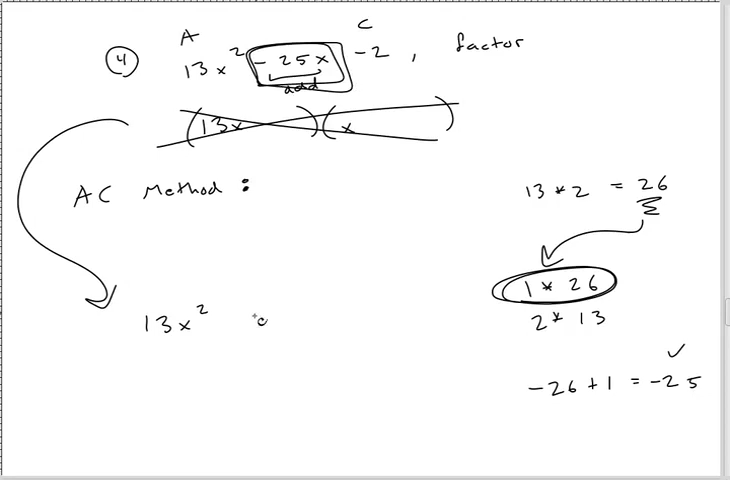 A C
④ 13x² - 25x - 2 , factor
add
(13x )(x )
AC Method :
13 * 2 = 26
1 * 26
2 * 13
13x²
-26 + 1 = -25 ✓